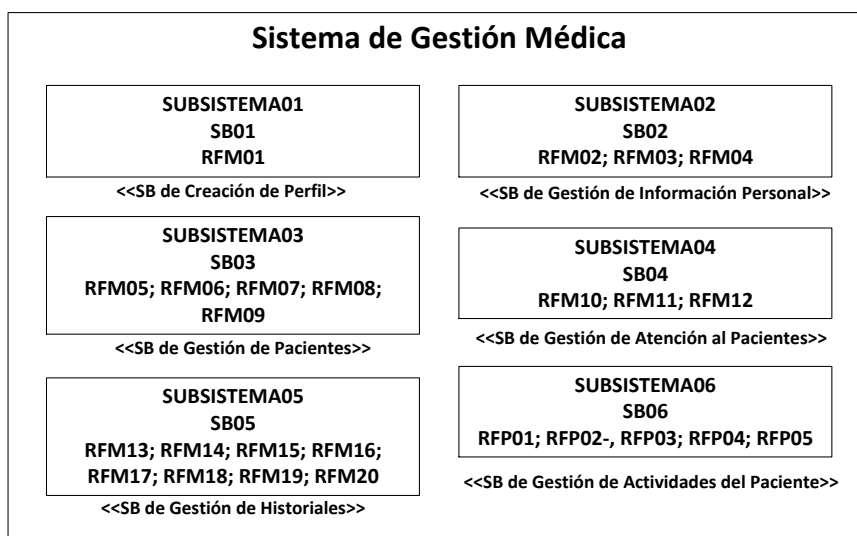 Sistema de Gestión Médica
SUBSISTEMA01
SB01
RFM01
<<SB de Creación de Perfil>>
SUBSISTEMA02
SB02
RFM02; RFM03; RFM04
<<SB de Gestión de Información Personal>>
SUBSISTEMA03
SB03
RFM05; RFM06; RFM07; RFM08;
RFM09
<<SB de Gestión de Pacientes>>
SUBSISTEMA04
SB04
RFM10; RFM11; RFM12
<<SB de Gestión de Atención al Pacientes>>
SUBSISTEMA05
SB05
RFM13; RFM14; RFM15; RFM16;
RFM17; RFM18; RFM19; RFM20
<<SB de Gestión de Historiales>>
SUBSISTEMA06
SB06
RFP01; RFP02-, RFP03; RFP04; RFP05
<<SB de Gestión de Actividades del Paciente>>